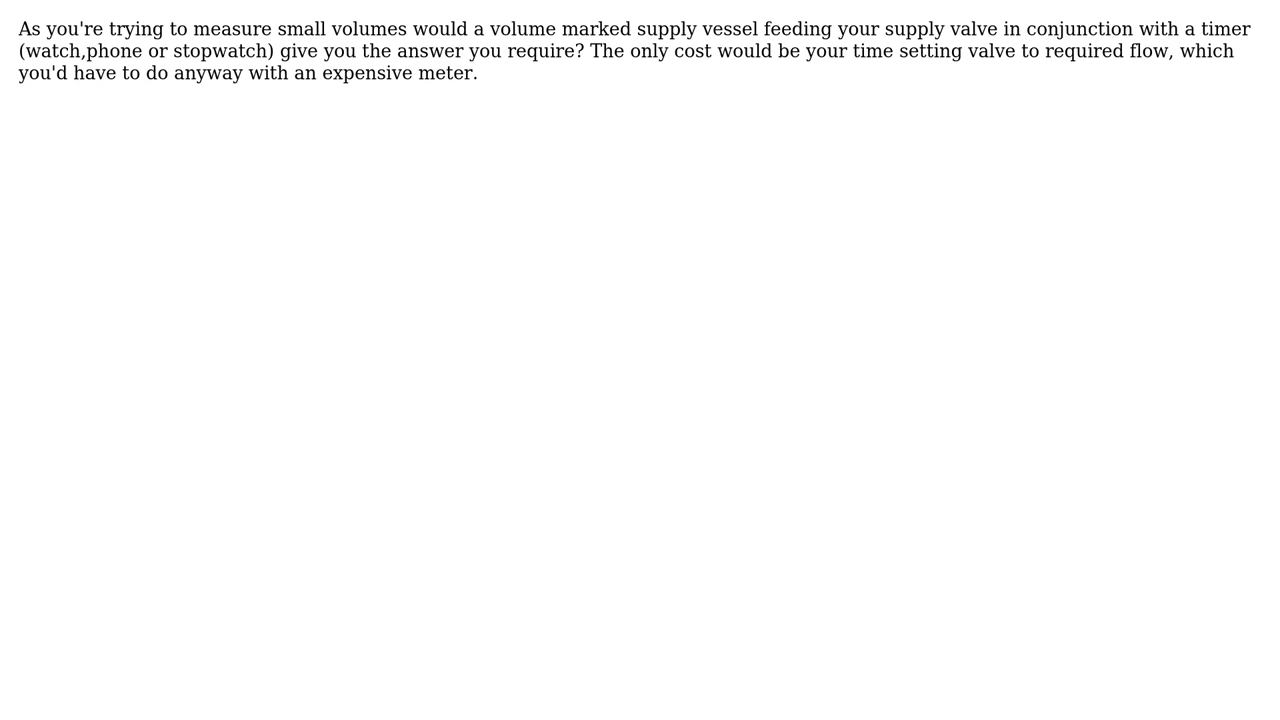 As you're trying to measure small volumes would a volume marked supply vessel feeding your supply valve in conjunction with a timer
(watch,phone or stopwatch) give you the answer you require? The only cost would be your time setting valve to required flow, which
you'd have to do anyway with an expensive meter.